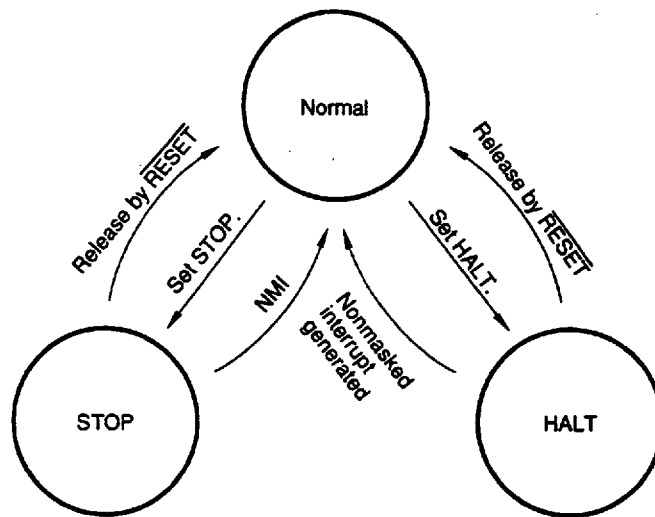 Normal
Release by RESET
Set STOP.
NMI
Nonmasked
interrupt
generated
Set HALT.
Release by RESET
STOP
HALT